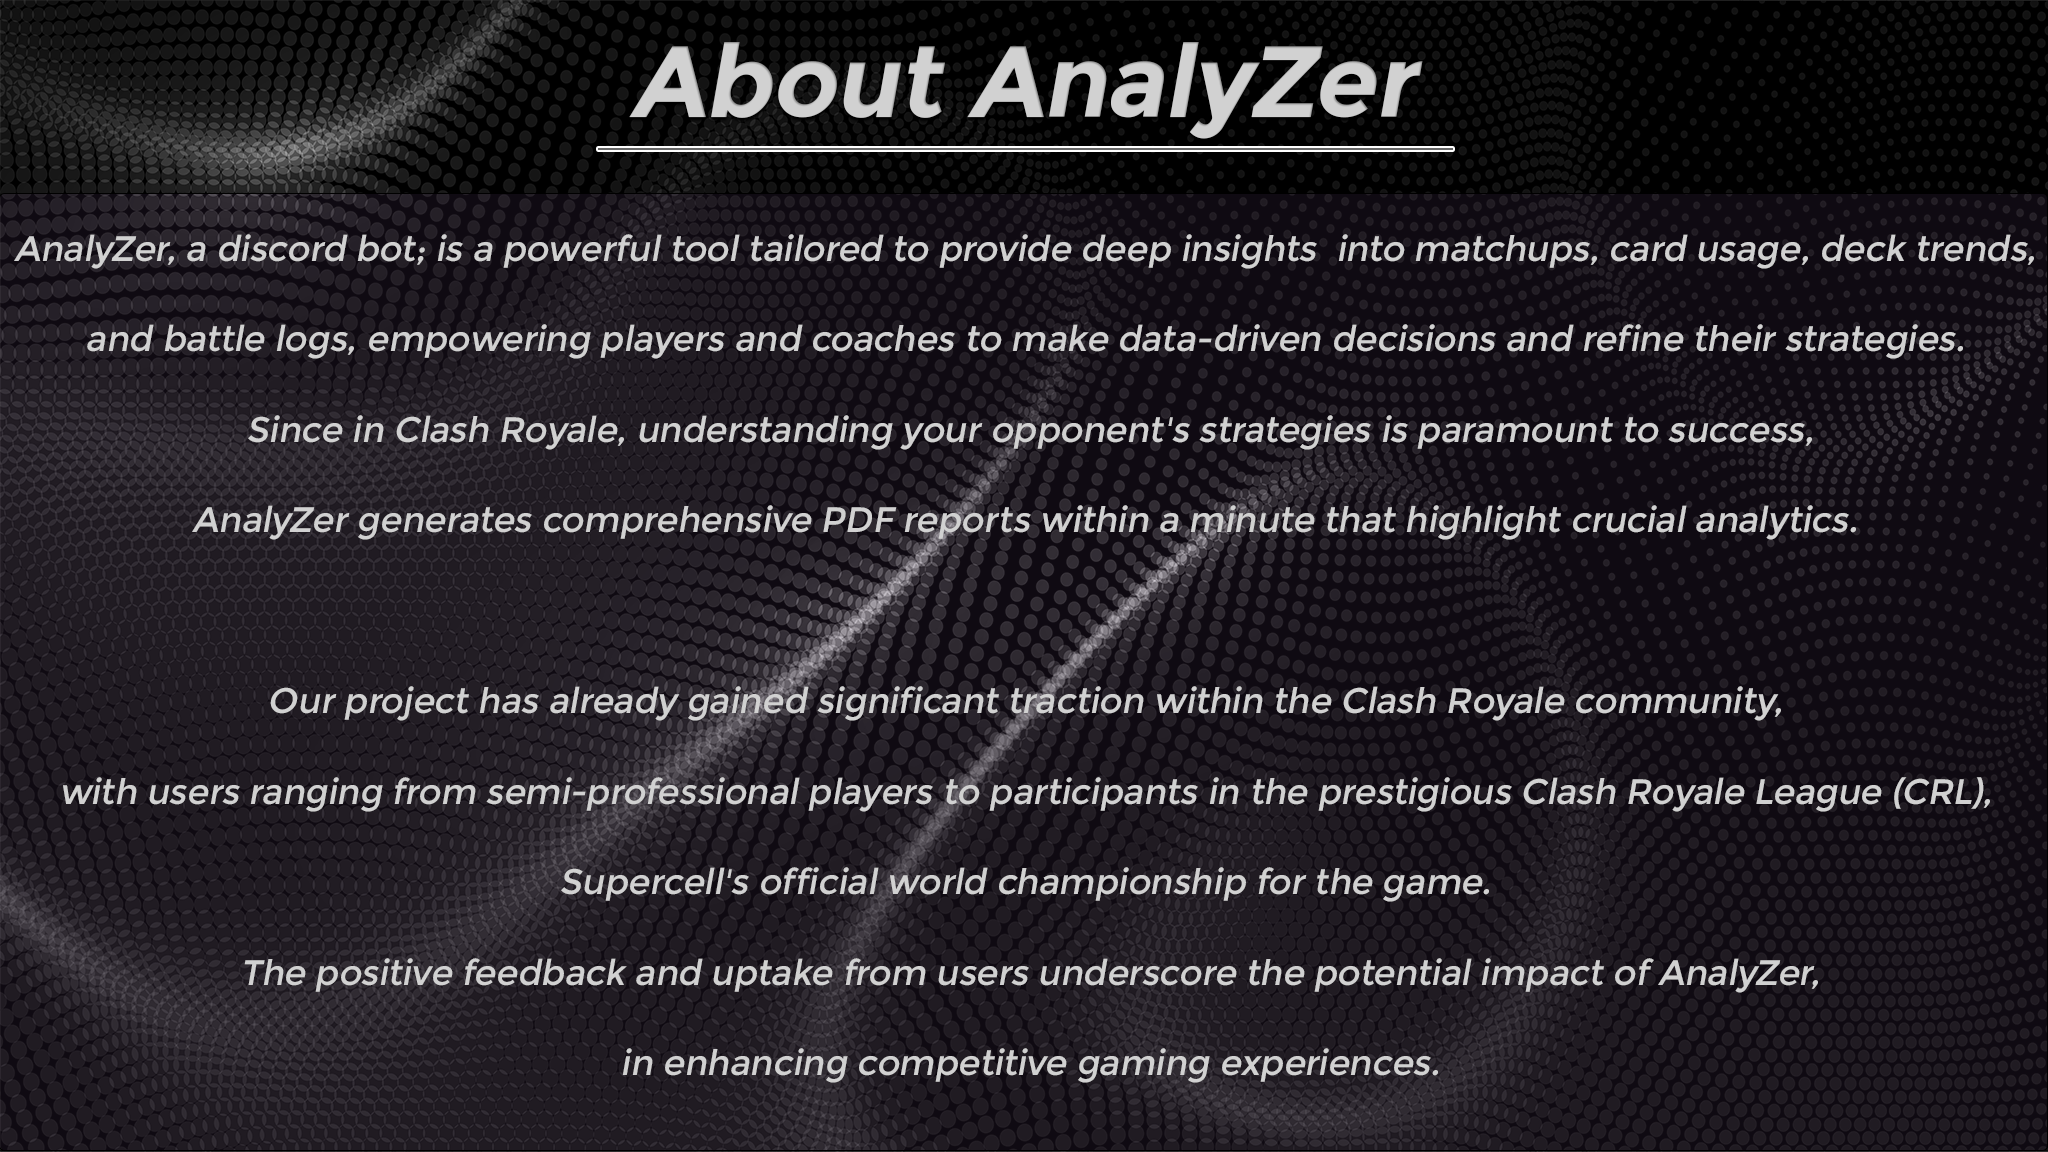 About AnalyZer
AnalyZer, a discord bot; is a powerful tool tailored to provide deep insights  into matchups, card usage, deck trends,
and battle logs, empowering players and coaches to make data-driven decisions and refine their strategies.
Since in Clash Royale, understanding your opponent's strategies is paramount to success,
AnalyZer generates comprehensive PDF reports within a minute that highlight crucial analytics.
Our project has already gained significant traction within the Clash Royale community,
with users ranging from semi-professional players to participants in the prestigious Clash Royale League (CRL),
Supercell's official world championship for the game.
The positive feedback and uptake from users underscore the potential impact of AnalyZer,
in enhancing competitive gaming experiences.